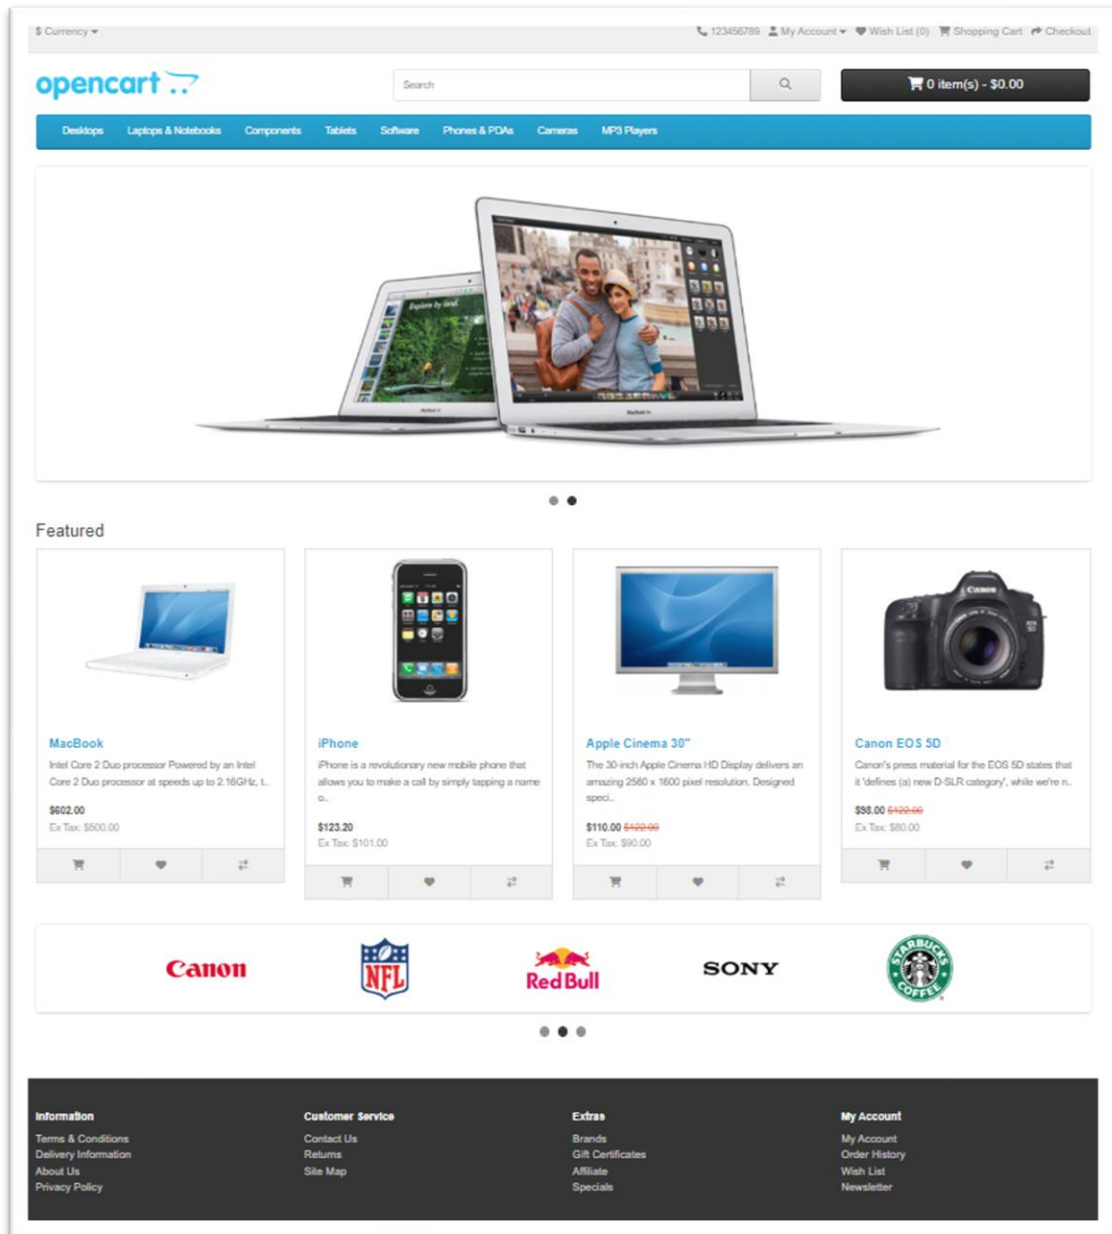 $ Currency
123456789 My Account Wish List (0) Shopping Cart Checkout
opencart
Search
0 item(s) - $0.00
Desktops Laptops & Notebooks Components Tablets Software Phones & PDAs Cameras MP3 Players
Explore by land.
MacBook Air
Featured
MacBook
Intel Core 2 Duo processor Powered by an Intel
Core 2 Duo processor at speeds up to 2.16GHz, t..
$602.00
Ex Tax: $500.00
iPhone
iPhone is a revolutionary new mobile phone that
allows you to make a call by simply tapping a name
o..
$123.20
Ex Tax: $101.00
Apple Cinema 30"
The 30-inch Apple Cinema HD Display delivers an
amazing 2560 x 1600 pixel resolution. Designed
speci..
$110.00 $122.00
Ex Tax: $90.00
Canon
EOS
5D
Canon EOS 5D
Canon's press material for the EOS 5D states that
it 'defines (a) new D-SLR category', while we're n..
$98.00 $122.00
Ex Tax: $80.00
Canon
NFL
Red Bull
SONY
STARBUCKS
COFFEE
Information
Terms & Conditions
Delivery Information
About Us
Privacy Policy
Customer Service
Contact Us
Returns
Site Map
Extras
Brands
Gift Certificates
Affiliate
Specials
My Account
My Account
Order History
Wish List
Newsletter